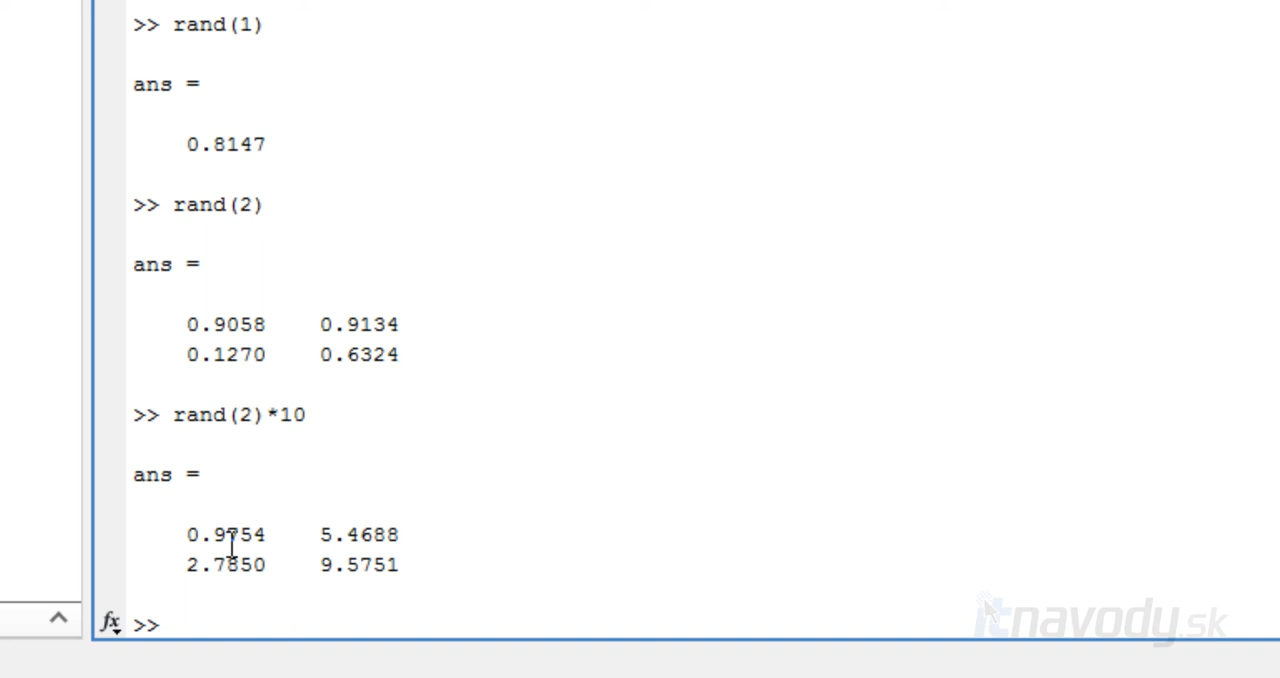 >> rand(1)
ans =
0.8147
>> rand(2)
ans =
0.9058 0.9134
0.1270 0.6324
>> rand(2)*10
ans =
0.9754 5.4688
2.7850 9.5751
fx >>
itnavody.sk